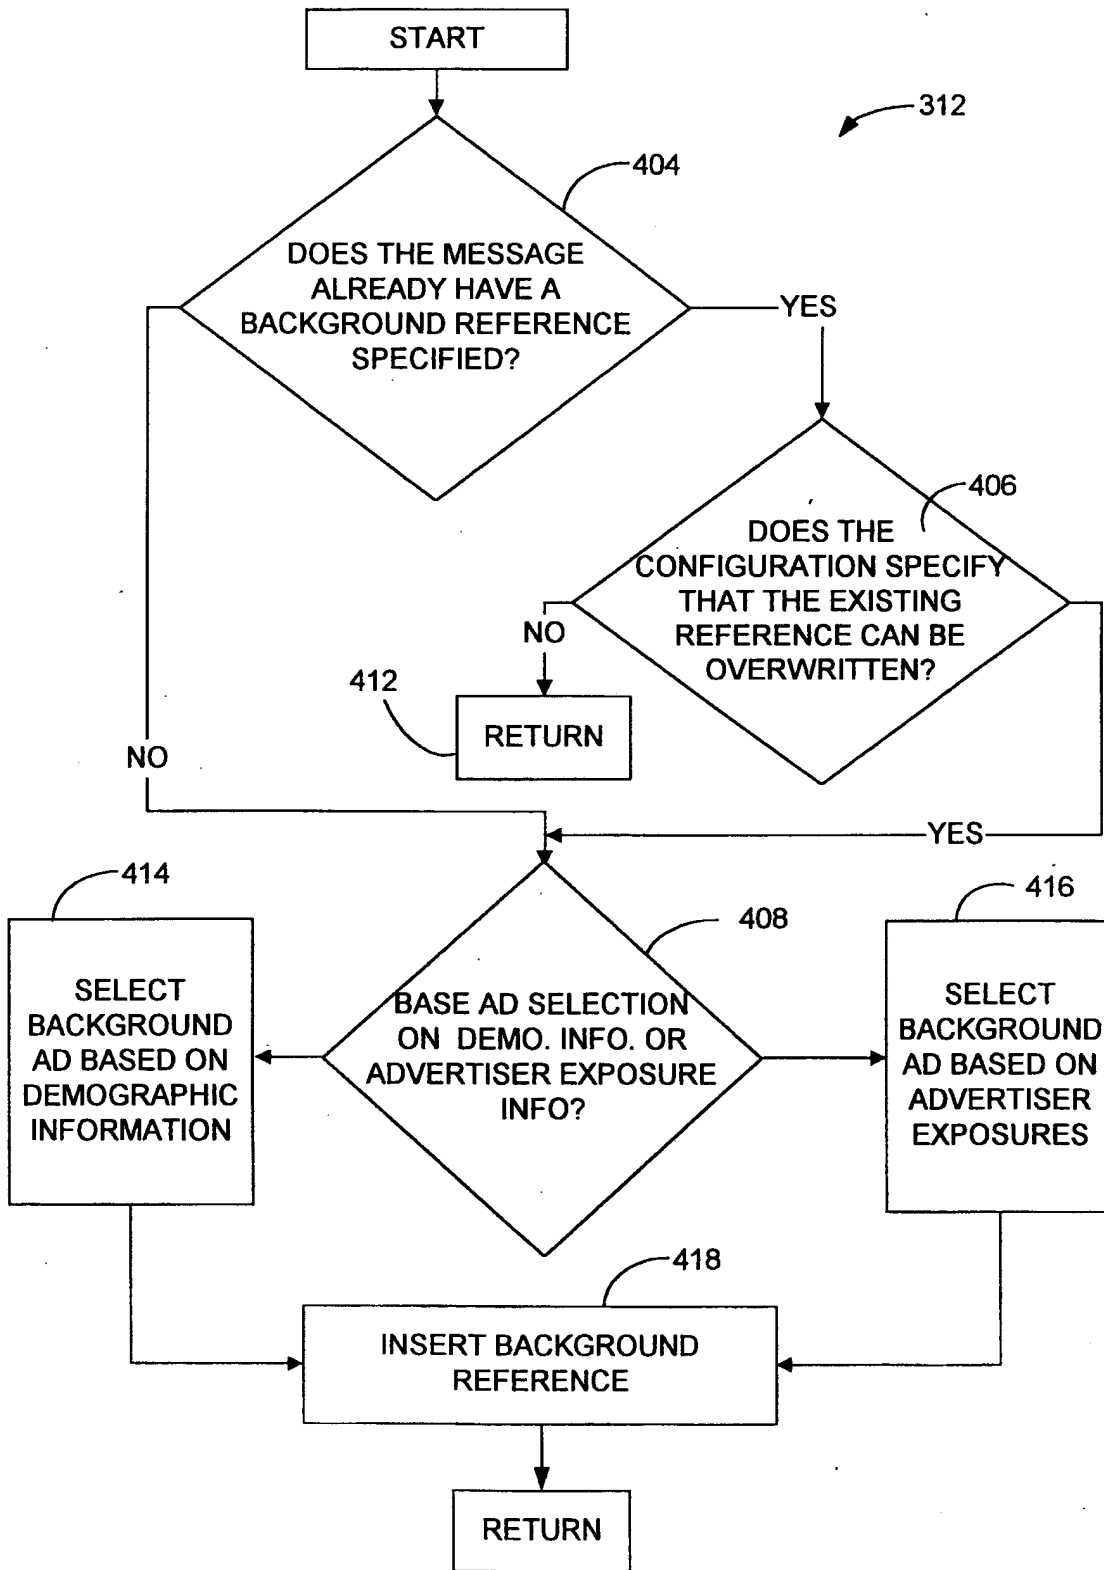 START
312
404
DOES THE MESSAGE
ALREADY HAVE A
BACKGROUND REFERENCE
SPECIFIED?
YES
406
DOES THE
CONFIGURATION SPECIFY
THAT THE EXISTING
REFERENCE CAN BE
OVERWRITTEN?
NO
412
RETURN
NO
YES
414
416
408
SELECT
BACKGROUND
AD BASED ON
DEMOGRAPHIC
INFORMATION
BASE AD SELECTION
ON DEMO. INFO. OR
ADVERTISER EXPOSURE
INFO?
SELECT
BACKGROUND
AD BASED ON
ADVERTISER
EXPOSURES
418
INSERT BACKGROUND
REFERENCE
RETURN